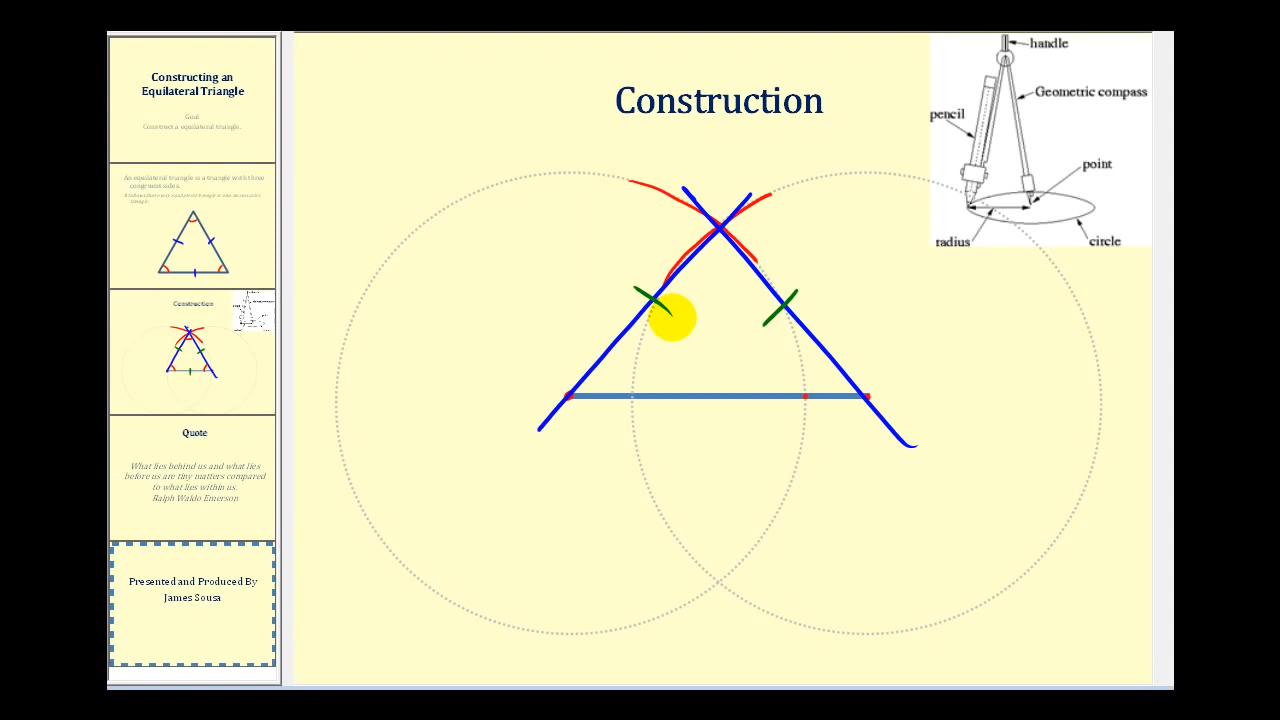 Constructing an
Equilateral Triangle
Goal:
Construct a equilateral triangle.
An equilateral triangle is a triangle with three
congruent sides.
Construction
Quote
What lies behind us and what lies
before us are tiny matters compared
to what lies within us.
Ralph Waldo Emerson
Presented and Produced By
James Sousa
Construction
handle
Geometric compass
pencil
point
radius
circle